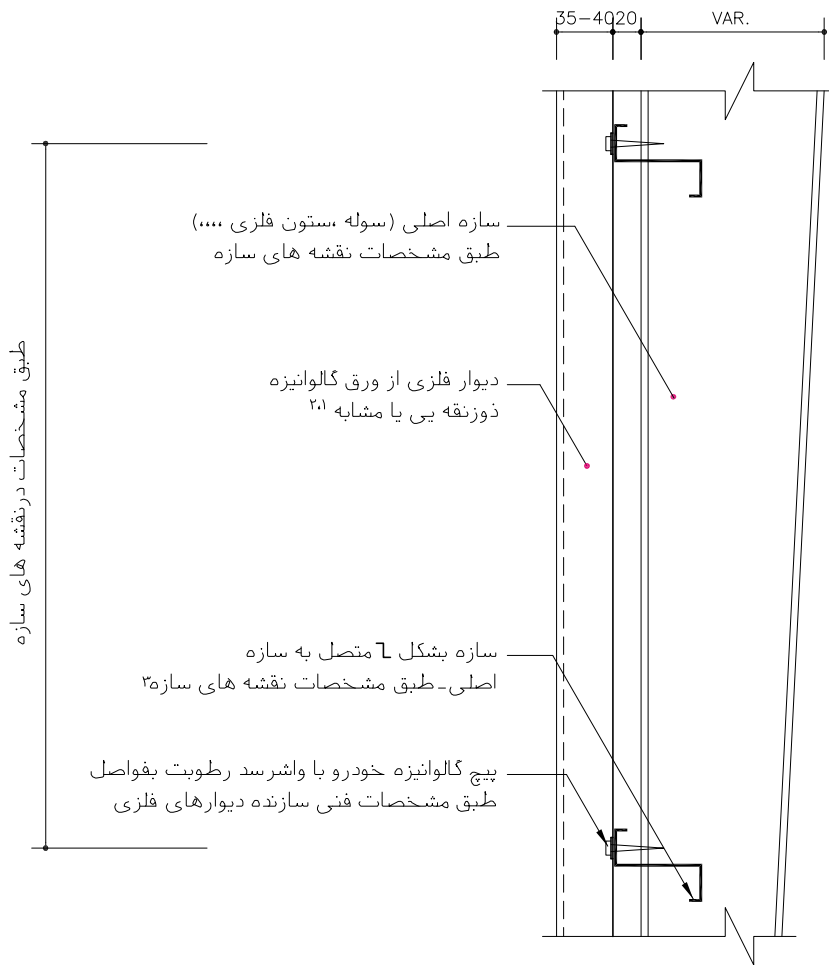 35-40
20
VAR.
سازه اصلی (سوله ،ستون فلزی ،،،،)
طبق مشخصات نقشه های سازه
دیوار فلزی از ورق گالوانیزه
ذوزنقه یی یا مشابه ۲،۱
طبق مشخصات درنقشه های سازه
سازه بشکل Z متصل به سازه
اصلی-طبق مشخصات نقشه های سازه۳
پیچ گالوانیزه خودرو با واشرسد رطوبت بفواصل
طبق مشخصات فنی سازنده دیوارهای فلزی